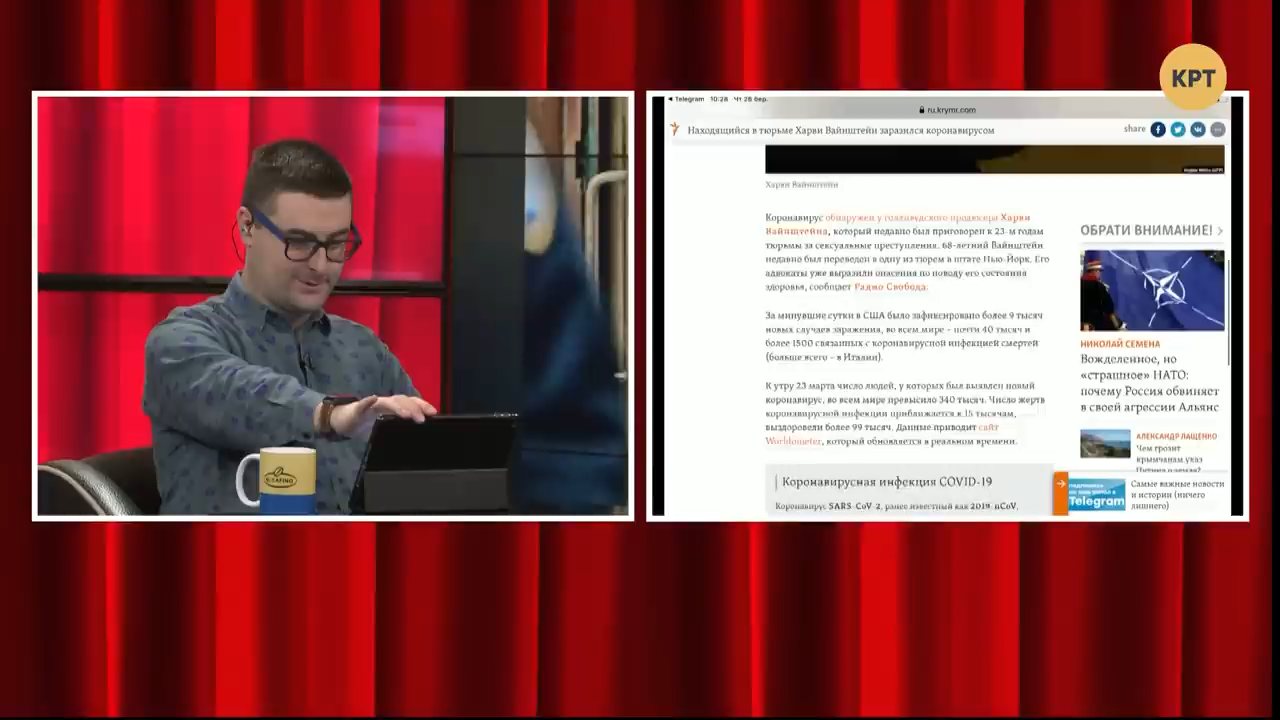 КРТ
Telegram 10:28 Чт 26 бер.
ru.krymr.com
Находящийся в тюрьме Харви Вайнштейн заразился коронавирусом
share
Харви Вайнштейн
Коронавирус обнаружен у голливудского продюсера Харви
Вайнштейна, который недавно был приговорен к 23-м годам
тюрьмы за сексуальные преступления. 68-летний Вайнштейн
недавно был переведен в одну из тюрем в штате Нью-Йорк. Его
адвокаты уже выразили опасения по поводу его состояния
здоровья, сообщает Радио Свобода.
За минувшие сутки в США было зафиксировано более 9 тысяч
новых случаев заражения, во всем мире – почти 40 тысяч и
более 1500 связанных с коронавирусной инфекцией смертей
(больше всего – в Италии).
К утру 23 марта число людей, у которых был выявлен новый
коронавирус, во всем мире превысило 340 тысяч. Число жертв
коронавирусной инфекции приближается к 15 тысячам,
выздоровели более 99 тысяч. Данные приводит сайт
Worldometer, который обновляется в реальном времени.
Коронавирусная инфекция COVID-19
Коронавирус SARS-CoV-2, ранее известный как 2019-nCoV,
ОБРАТИ ВНИМАНИЕ!
НИКОЛАЙ СЕМЕНА
Вожделенное, но
«страшное» НАТО:
почему Россия обвиняет
в своей агрессии Альянс
АЛЕКСАНДР ЛАЩЕНКО
Чем грозит
крымчанам указ
Путина о земле?
Telegram
Самые важные новости
и истории (ничего
лишнего)